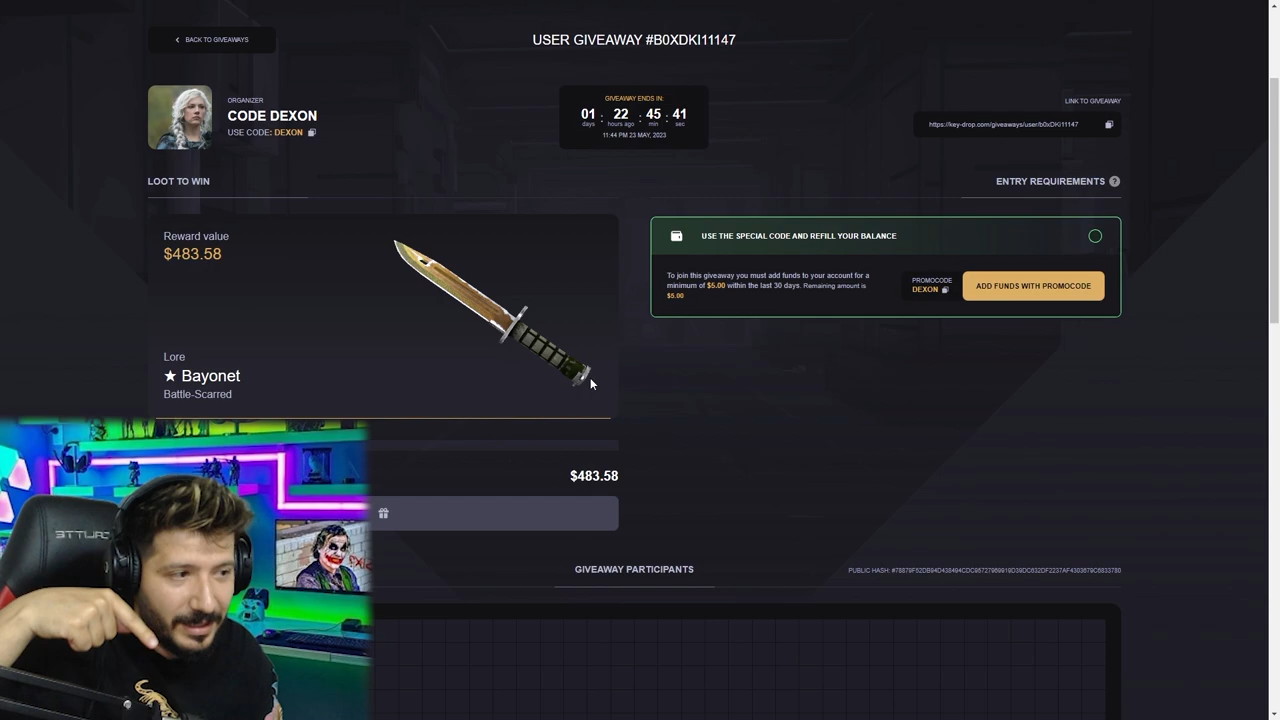 BACK TO GIVEAWAYS
USER GIVEAWAY #B0XDKI11147
ORGANIZER
CODE DEXON
USE CODE: DEXON
GIVEAWAY ENDS IN:
01 : 22 : 45 : 41
days hours ago min sec
11:44 PM 23 MAY, 2023
LINK TO GIVEAWAY
https://key-drop.com/giveaways/user/b0xDKi11147
LOOT TO WIN
ENTRY REQUIREMENTS ?
Reward value
$483.58
Lore
★ Bayonet
Battle-Scarred
USE THE SPECIAL CODE AND REFILL YOUR BALANCE
To join this giveaway you must add funds to your account for a
minimum of $5.00 within the last 30 days. Remaining amount is
$5.00
PROMOCODE
DEXON
ADD FUNDS WITH PROMOCODE
$483.58
GIVEAWAY PARTICIPANTS